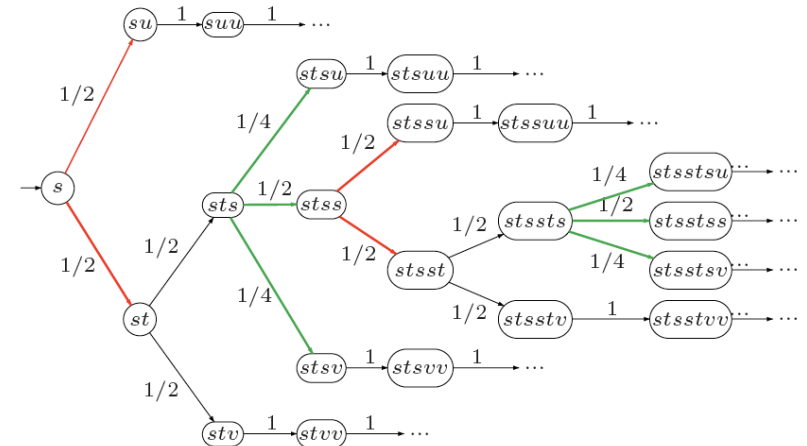 su 1 suu 1 ...
1/2
stsu 1 stsuu 1 ...
1/4
stssu 1 stssuu 1 ...
1/2
s
sts 1/2 stss
1/4 stsstsu ... ...
1/2
stssts stsstss ... ...
1/2
1/2
1/2
1/2
stsst
1/4
stsstsv ... ...
1/4
1/2
st
stsstv 1 stsstvv ... ...
stsv 1 stsvv 1 ...
1/2
stv 1 stvv 1 ...